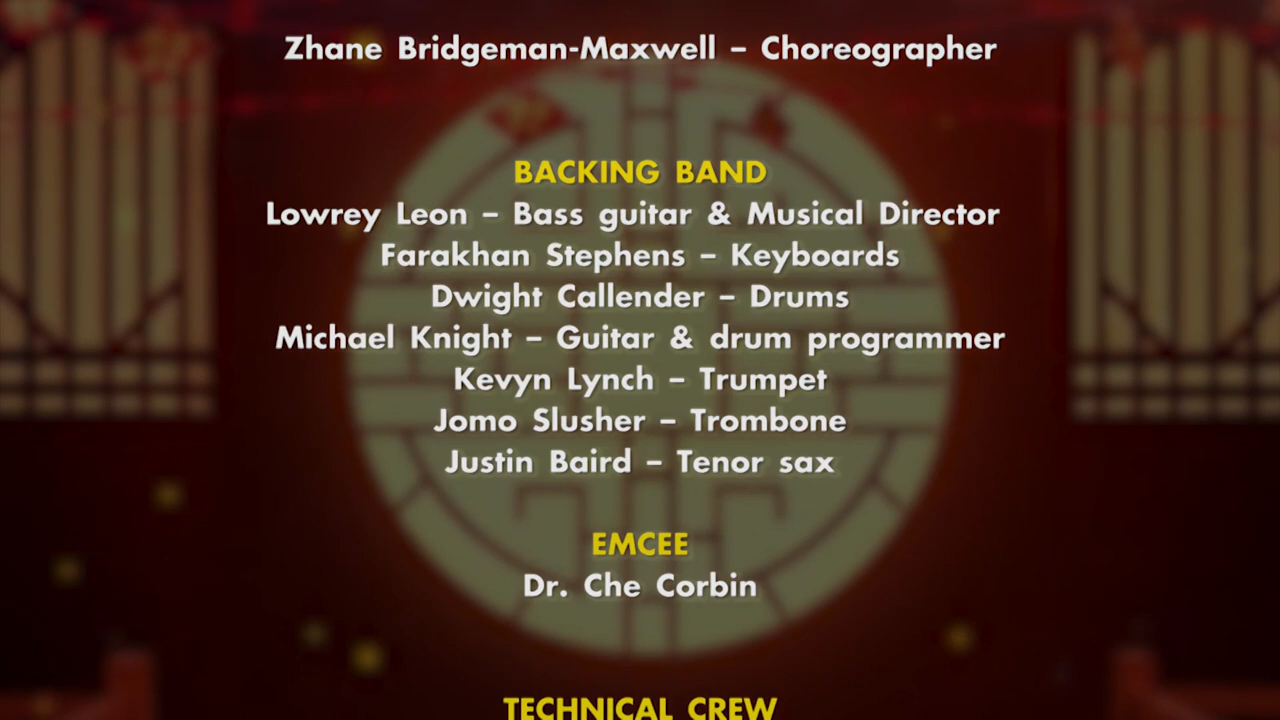 Zhane Bridgeman-Maxwell – Choreographer
BACKING BAND
Lowrey Leon – Bass guitar & Musical Director
Farakhan Stephens – Keyboards
Dwight Callender – Drums
Michael Knight – Guitar & drum programmer
Kevyn Lynch – Trumpet
Jomo Slusher – Trombone
Justin Baird – Tenor sax
EMCEE
Dr. Che Corbin
TECHNICAL CREW